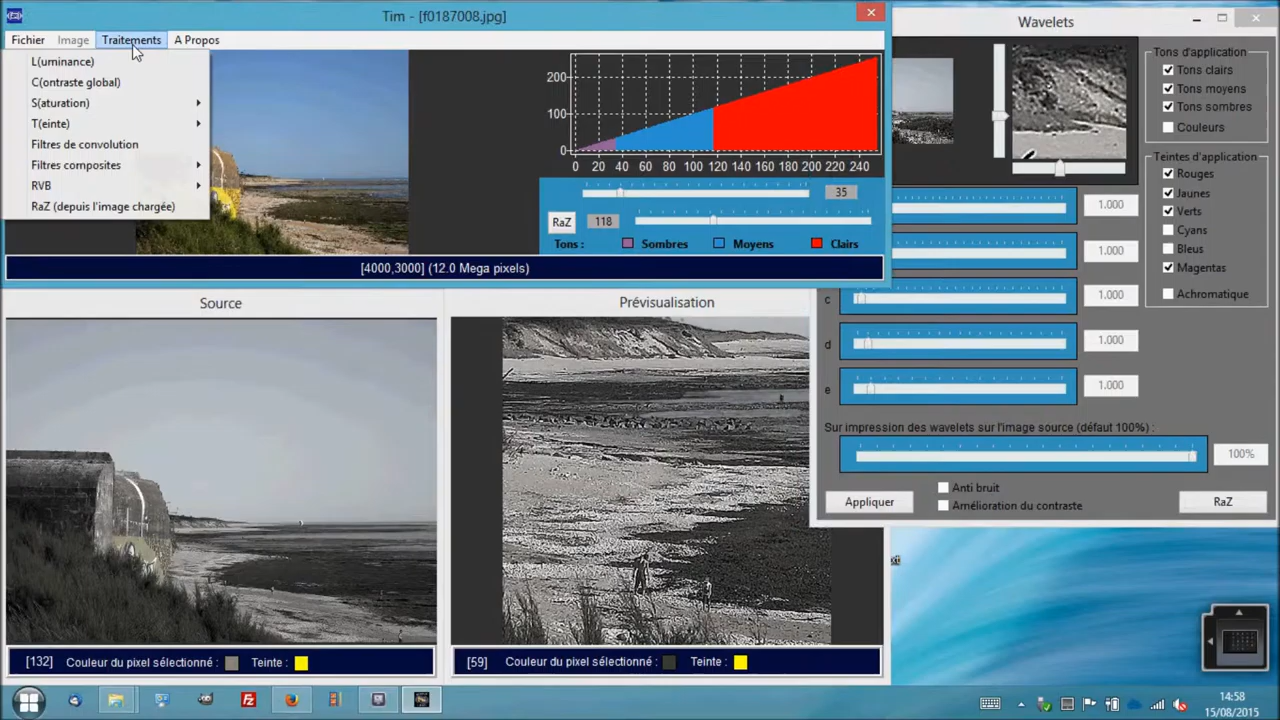 Tim - [f0187008.jpg]
Fichier Image Traitements A Propos
L(uminance)
C(ontraste global)
S(aturation)
T(einte)
Filtres de convolution
Filtres composites
RVB
RaZ (depuis l'image chargée)
200
100
0
0 20 40 60 80 100 120 140 160 180 200 220 240
35
RaZ 118
Tons : Sombres Moyens Clairs
[4000,3000] (12.0 Mega pixels)
Source
Prévisualisation
[132] Couleur du pixel sélectionné : Teinte :
[59] Couleur du pixel sélectionné : Teinte :
Wavelets
Tons d'application
Tons clairs
Tons moyens
Tons sombres
Couleurs
Teintes d'application
Rouges
Jaunes
Verts
Cyans
Bleus
Magentas
Achromatique
1.000
1.000
c 1.000
d 1.000
e 1.000
Sur impression des wavelets sur l'image source (défaut 100%) :
100%
Anti bruit
Amélioration du contraste
Appliquer
RaZ
14:58
15/08/2015